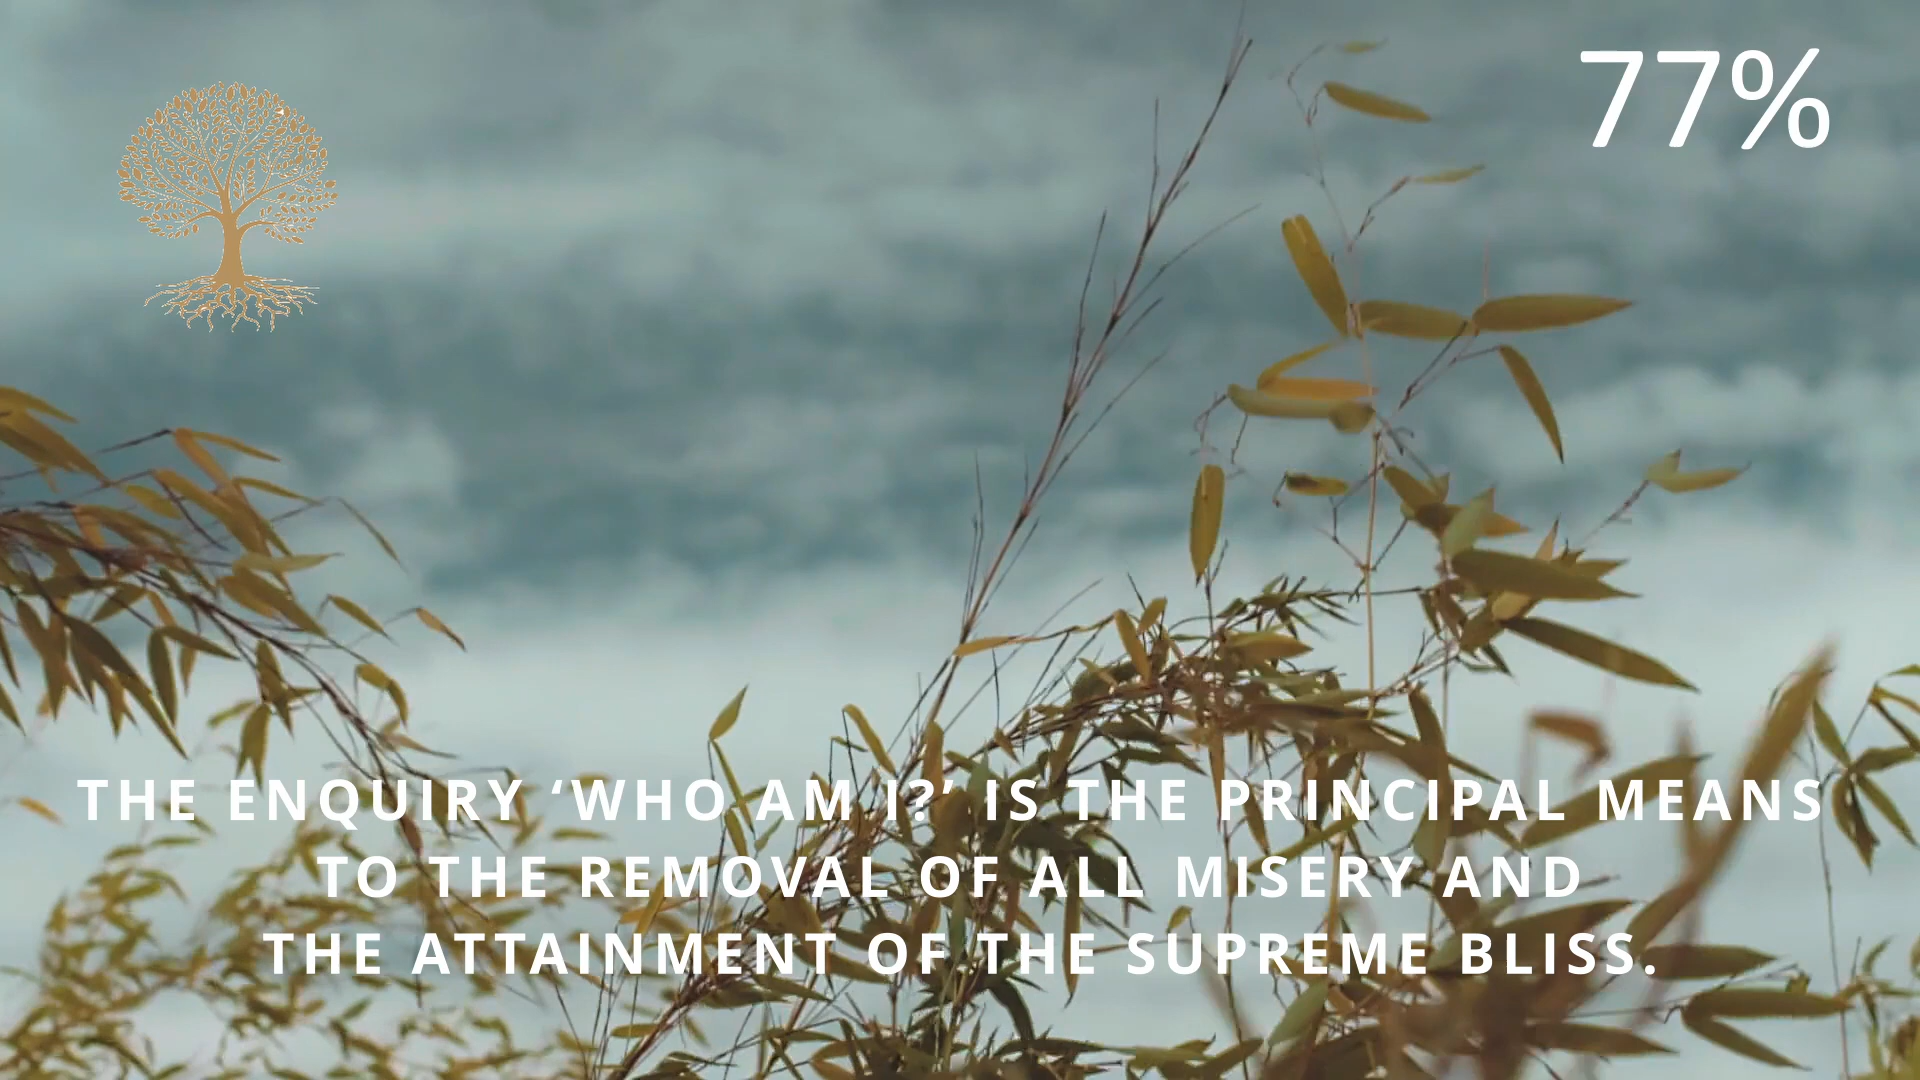 77%
THE ENQUIRY ‘WHO AM I?’ IS THE PRINCIPAL MEANS
TO THE REMOVAL OF ALL MISERY AND
THE ATTAINMENT OF THE SUPREME BLISS.